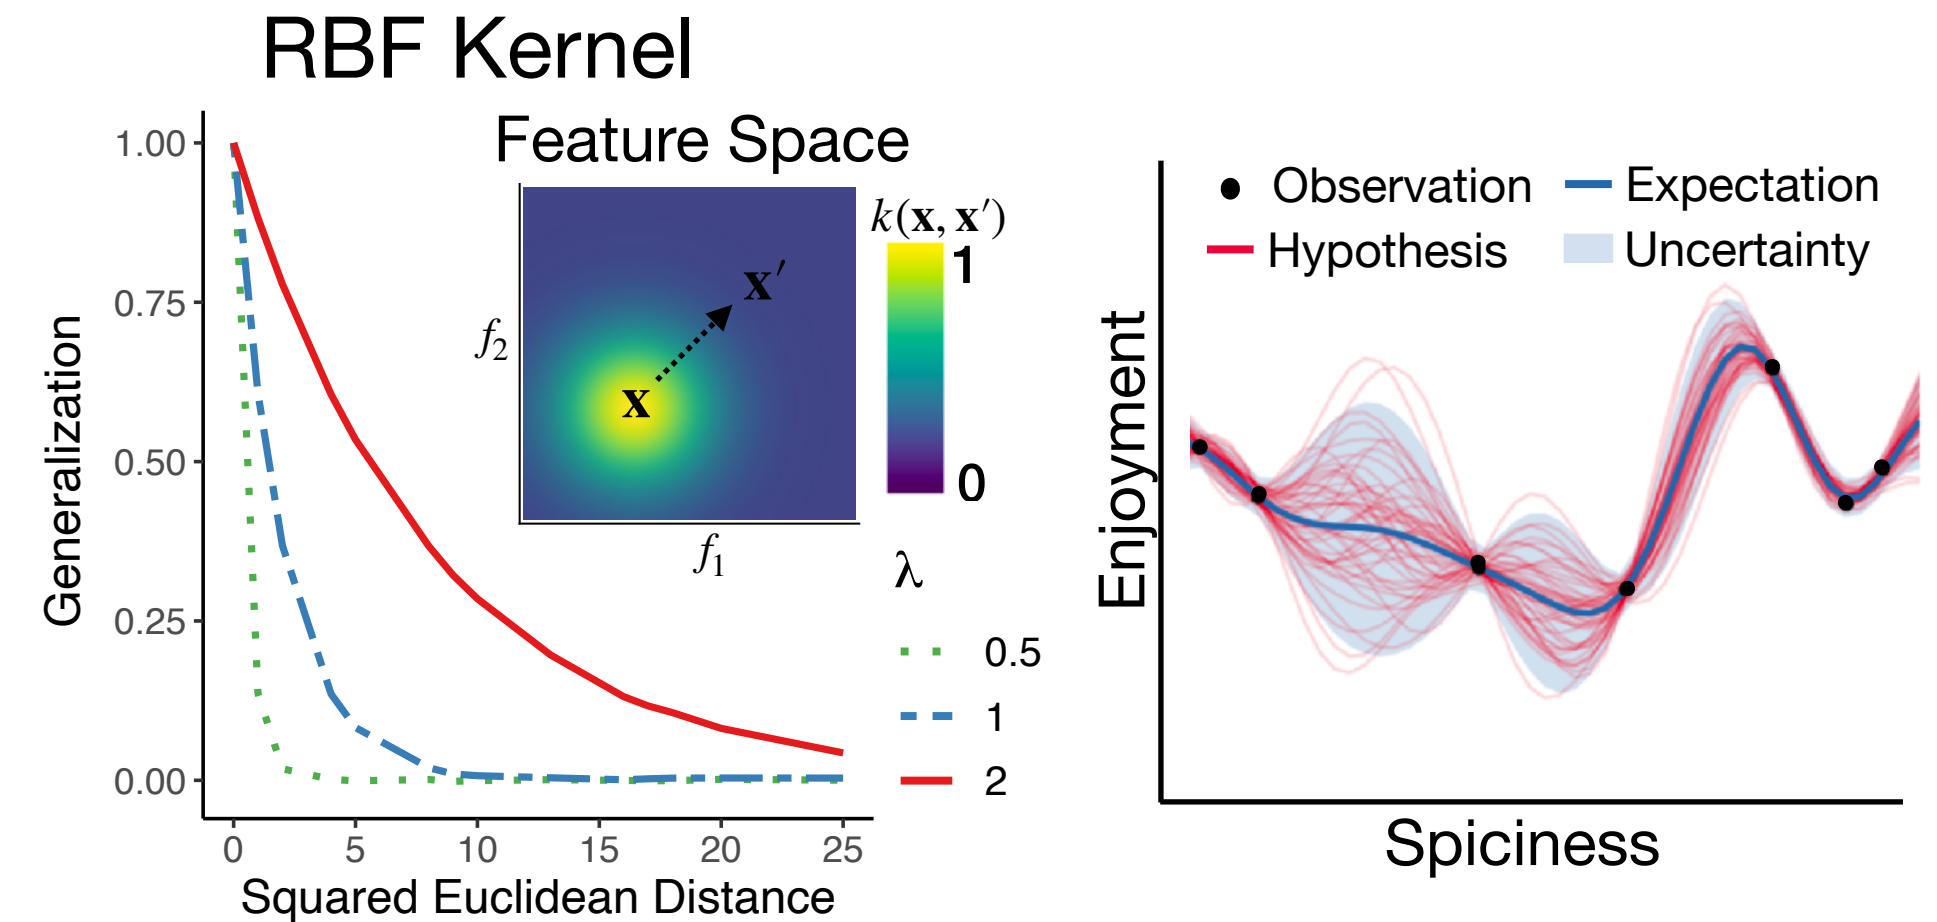 RBF Kernel
Feature Space
Generalization
1.00
0.75
0.50
0.25
0.00
0 5 10 15 20 25
Squared Euclidean Distance
f2
f1
x
x′
k(x, x′)
1
0
λ
0.5
1
2
Observation
Expectation
Hypothesis
Uncertainty
Enjoyment
Spiciness